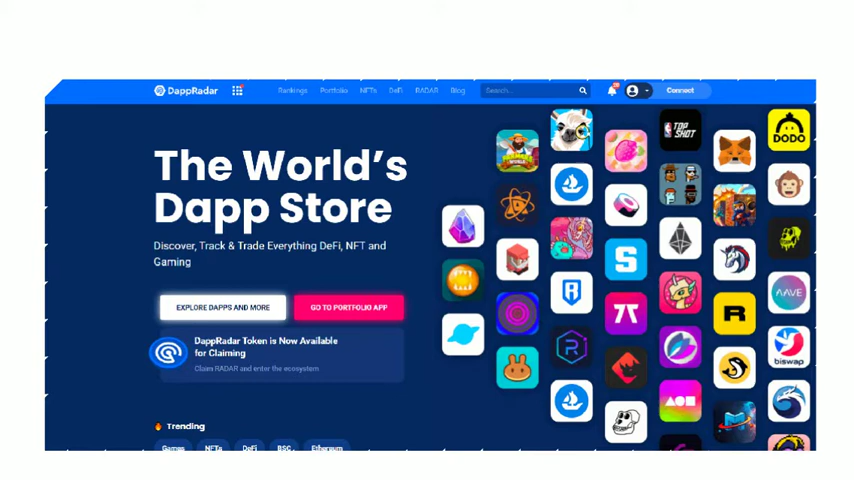 DappRadar
Rankings Portfolio NFTs DeFi RADAR Blog
Search...
Connect
The World's
Dapp Store
Discover, Track & Trade Everything DeFi, NFT and
Gaming
EXPLORE DAPPS AND MORE
GO TO PORTFOLIO APP
DappRadar Token is Now Available
for Claiming
Claim RADAR and enter the ecosystem
Trending
Games NFTs DeFi BSC Ethereum
TOP SHOT
DODO
AAVE
biswap